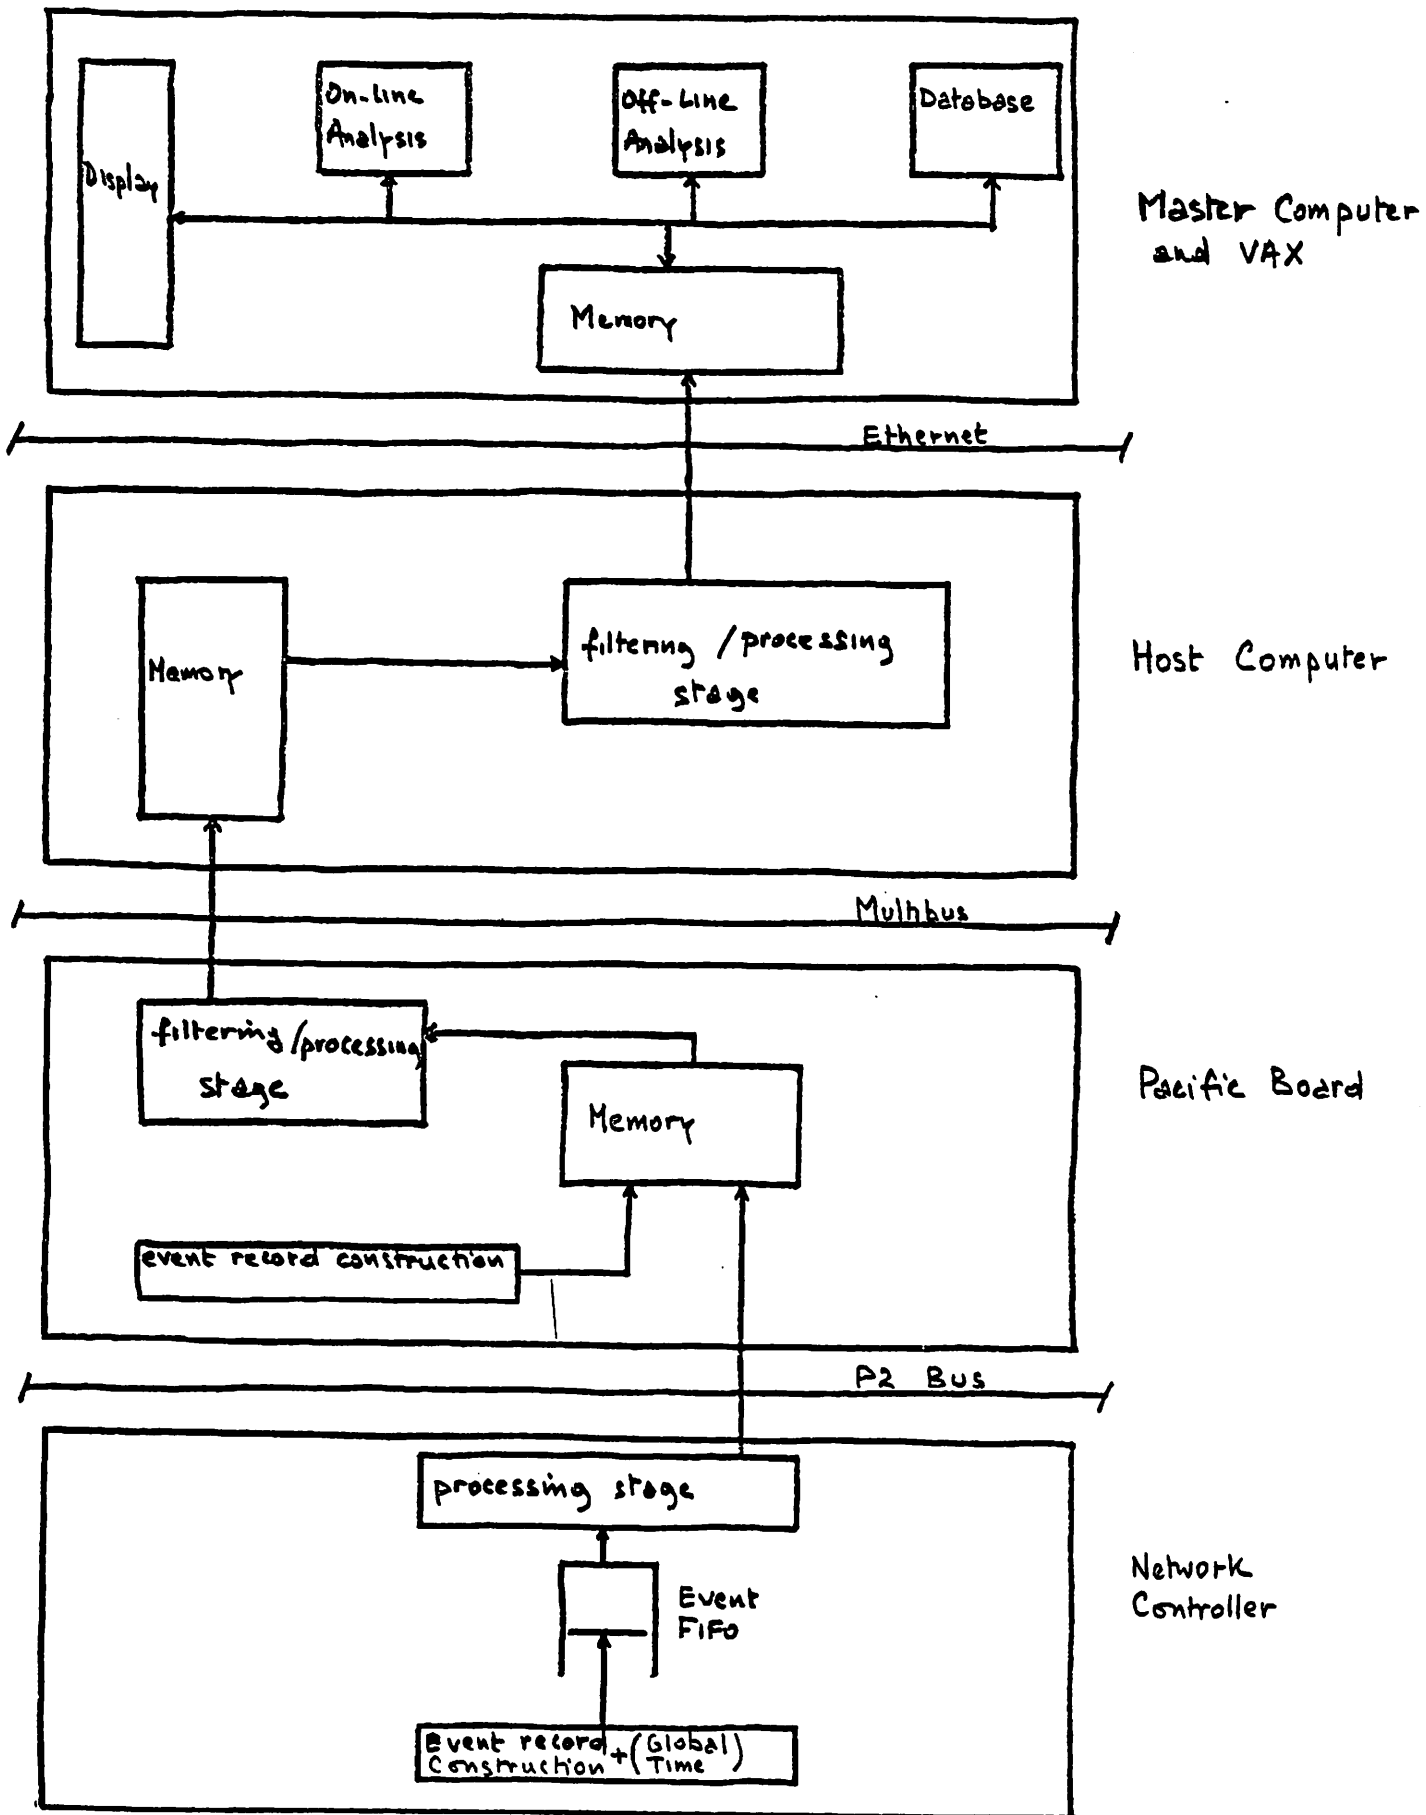 On-line
Analysis
Off-Line
Analysis
Database
Display
Master Computer
and VAX
Memory
Ethernet
Memory
filtering / processing
stage
Host Computer
Multibus
filtering /processing
stage
Memory
Pacific Board
event record construction
P2 Bus
processing stage
Event
FIFO
Network
Controller
Event record + (Global
Construction Time)